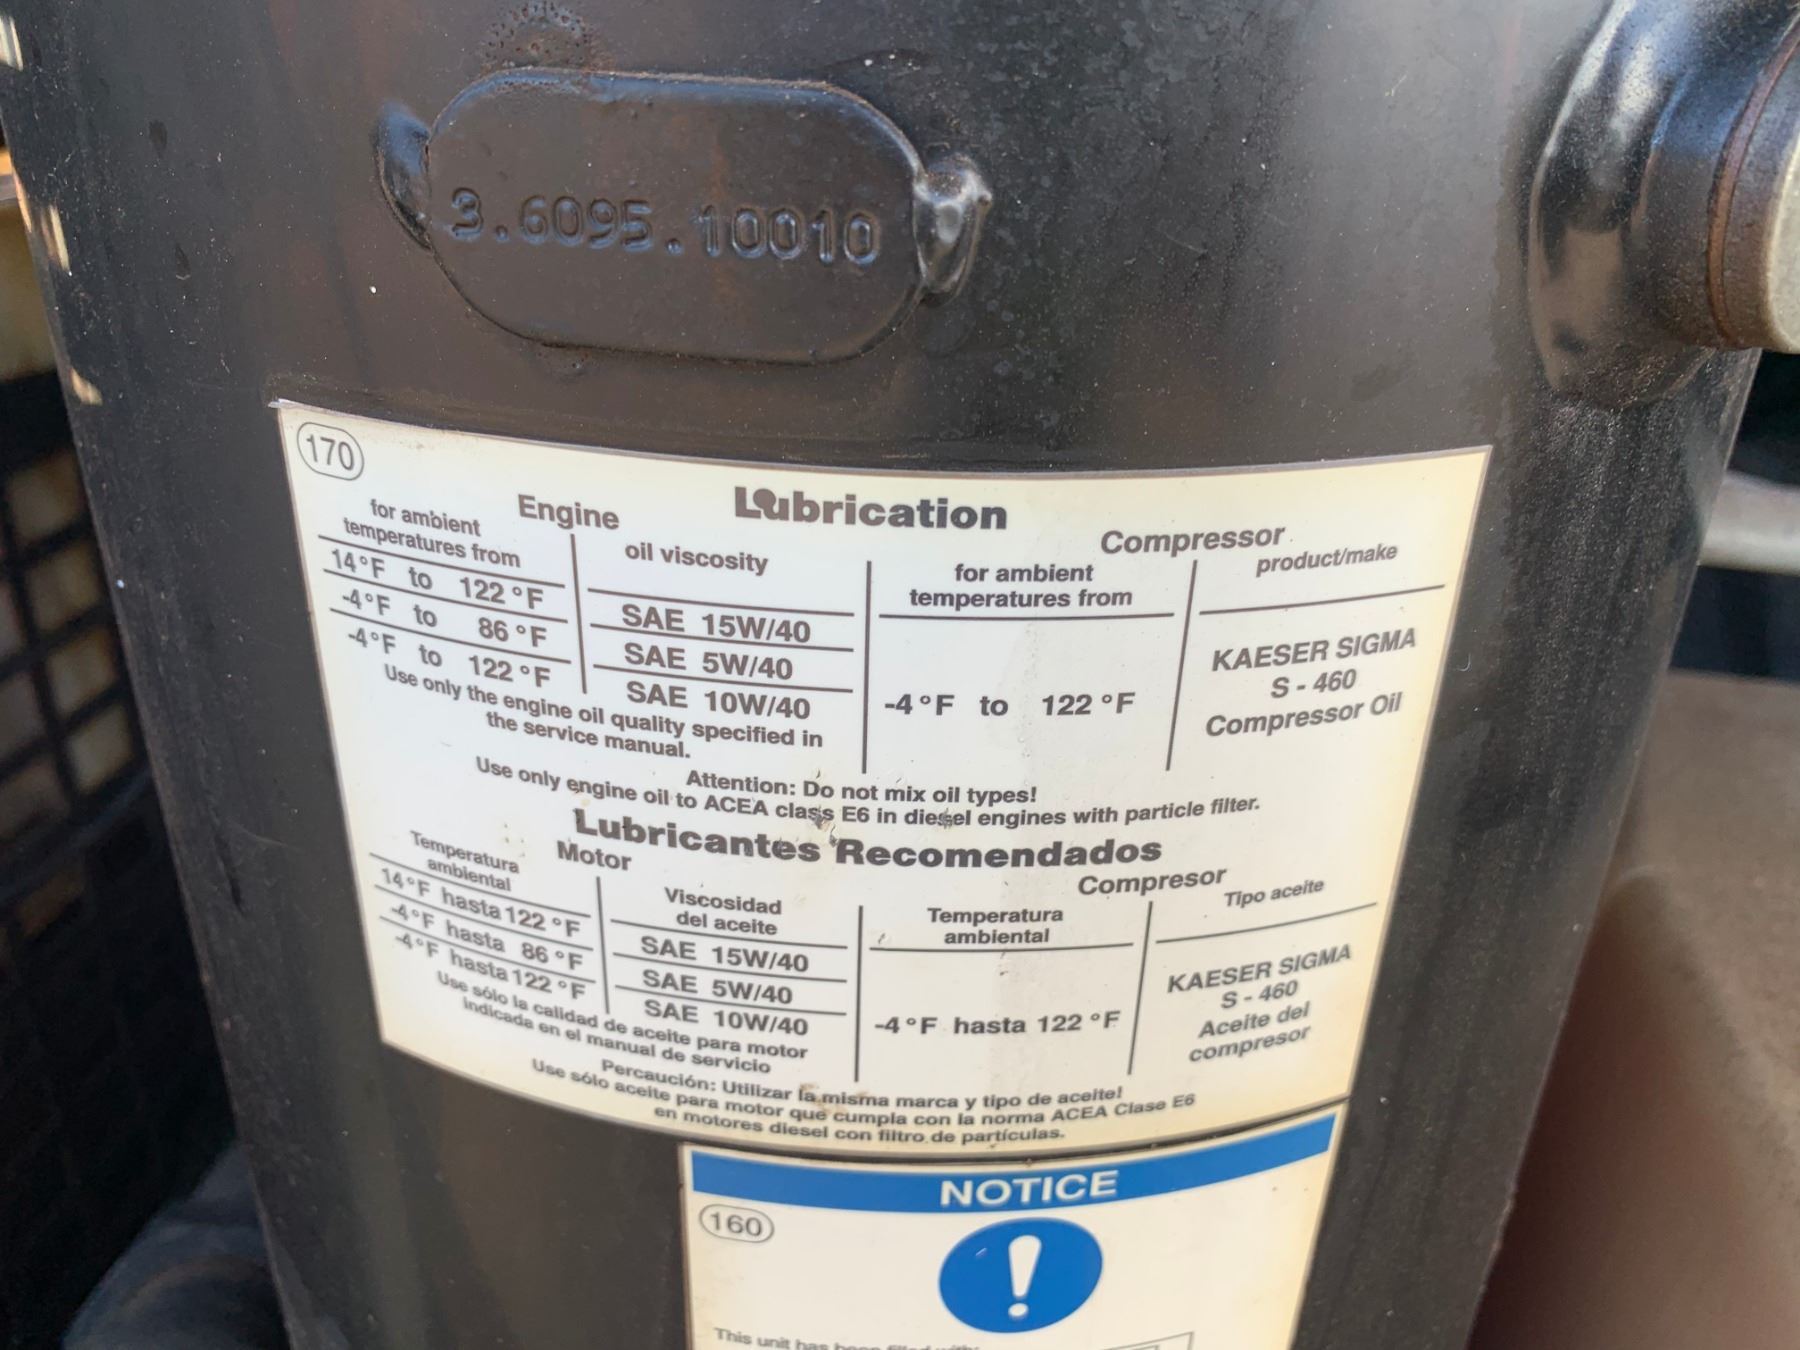 3.6095.10010
170
Lubrication
Engine
Compressor
for ambient
temperatures from
oil viscosity
for ambient
temperatures from
product/make
14°F to 122 °F
SAE 15W/40
-4°F to 86 °F
SAE 5W/40
-4°F to 122 °F
SAE 10W/40
-4°F to 122 °F
KAESER SIGMA
S - 460
Compressor Oil
Use only the engine oil quality specified in
the service manual.
Attention: Do not mix oil types!
Use only engine oil to ACEA class E6 in diesel engines with particle filter.
Lubricantes Recomendados
Motor
Compresor
Temperatura
ambiental
Viscosidad
del aceite
Temperatura
ambiental
Tipo aceite
14°F hasta 122 °F
SAE 15W/40
-4°F hasta 86 °F
SAE 5W/40
-4°F hasta 122 °F
SAE 10W/40
-4°F hasta 122 °F
KAESER SIGMA
S - 460
Aceite del
compresor
Use sólo la calidad de aceite para motor
indicada en el manual de servicio
Percaución: Utilizar la misma marca y tipo de aceite!
Use sólo aceite para motor que cumpla con la norma ACEA Clase E6
en motores diesel con filtro de partículas.
NOTICE
160
This unit has been filled with: